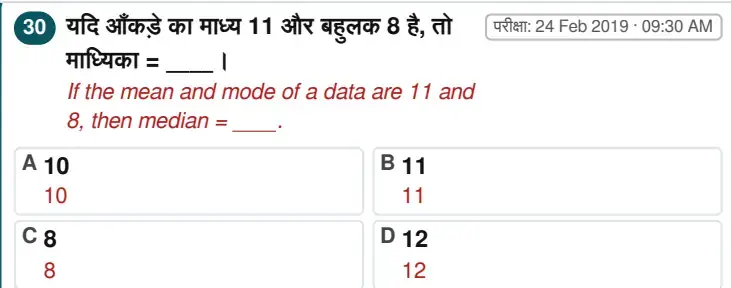 30 यदि आँकड़े का माध्य 11 और बहुलक 8 है, तो
परीक्षा: 24 Feb 2019 · 09:30 AM
माध्यिका = ____ ।
If the mean and mode of a data are 11 and
8, then median = ____.
A 10
10
B 11
11
C 8
8
D 12
12